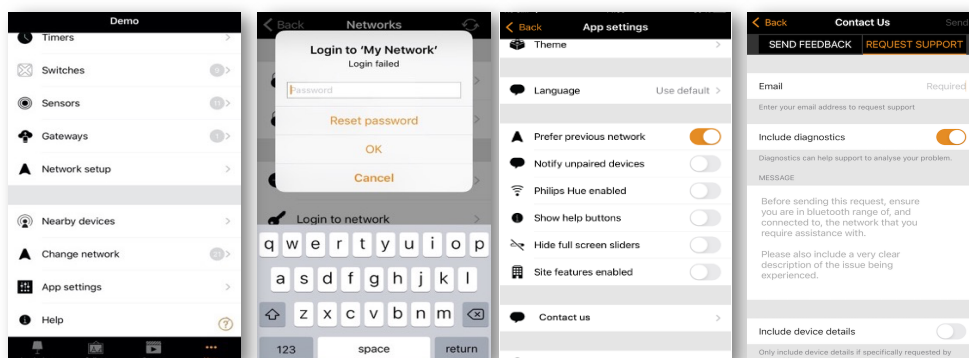 Demo
Timers
Switches
Sensors
Gateways
Network setup
Nearby devices
Change network
App settings
Help
?
Back Networks
Login to 'My Network'
Login failed
Password
Reset password
OK
Cancel
Login to network
q w e r t y u i o p
a s d f g h j k l
z x c v b n m
123 space return
Back App settings
Theme
Language Use default
Prefer previous network
Notify unpaired devices
Philips Hue enabled
Show help buttons
Hide full screen sliders
Site features enabled
Contact us
Back Contact Us Send
SEND FEEDBACK REQUEST SUPPORT
Email Required
Enter your email address to request support
Include diagnostics
Diagnostics can help support to analyse your problem.
MESSAGE
Before sending this request, ensure
you are in bluetooth range of, and
connected to, the network that you
require assistance with.
Please also include a very clear
description of the issue being
experienced.
Include device details
Only include device details if specifically requested by